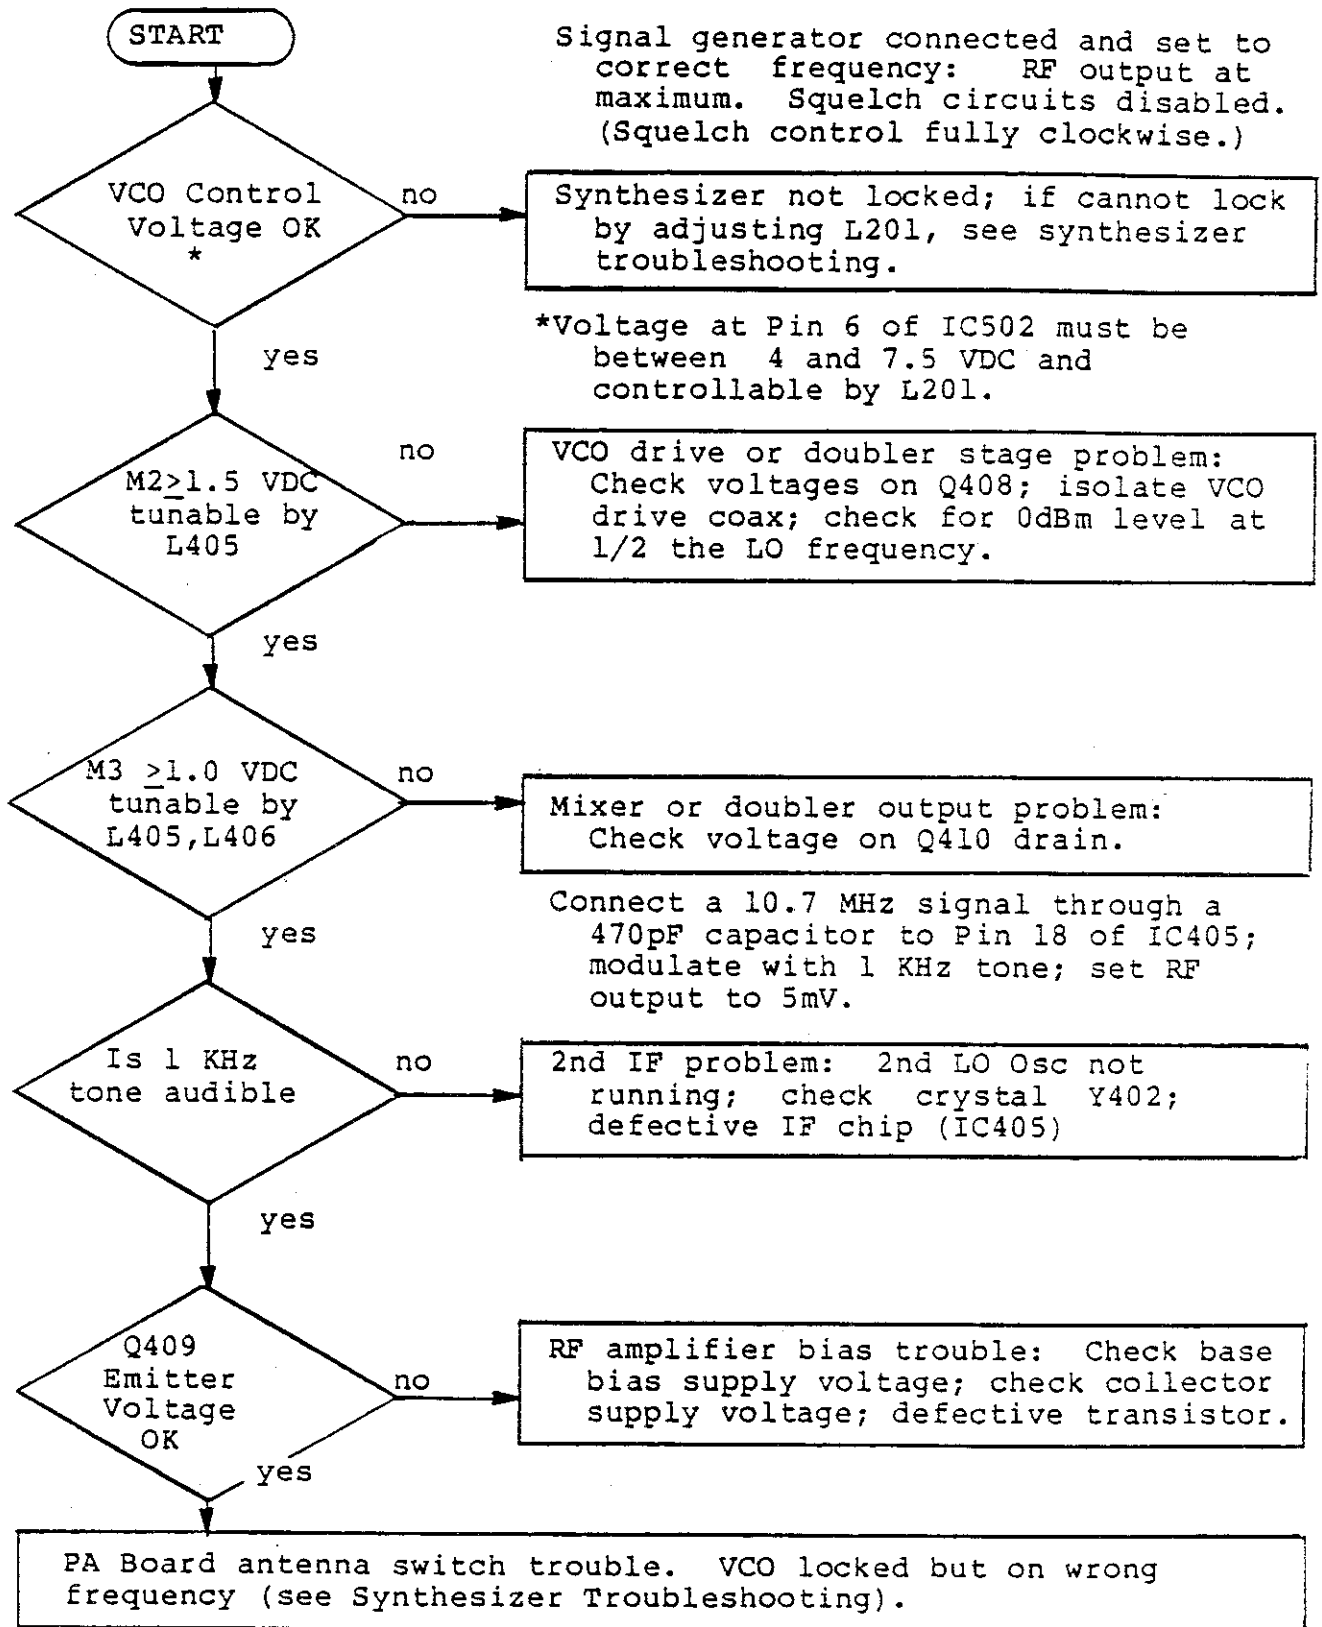 START
Signal generator connected and set to
correct frequency: RF output at
maximum. Squelch circuits disabled.
(Squelch control fully clockwise.)
VCO Control
Voltage OK
*
no
Synthesizer not locked; if cannot lock
by adjusting L201, see synthesizer
troubleshooting.
yes
*Voltage at Pin 6 of IC502 must be
between 4 and 7.5 VDC and
controllable by L201.
M2≥1.5 VDC
tunable by
L405
no
VCO drive or doubler stage problem:
Check voltages on Q408; isolate VCO
drive coax; check for 0dBm level at
1/2 the LO frequency.
yes
M3 ≥1.0 VDC
tunable by
L405,L406
no
Mixer or doubler output problem:
Check voltage on Q410 drain.
yes
Connect a 10.7 MHz signal through a
470pF capacitor to Pin 18 of IC405;
modulate with 1 KHz tone; set RF
output to 5mV.
Is 1 KHz
tone audible
no
2nd IF problem: 2nd LO Osc not
running; check crystal Y402;
defective IF chip (IC405)
yes
Q409
Emitter
Voltage
OK
no
RF amplifier bias trouble: Check base
bias supply voltage; check collector
supply voltage; defective transistor.
yes
PA Board antenna switch trouble. VCO locked but on wrong
frequency (see Synthesizer Troubleshooting).